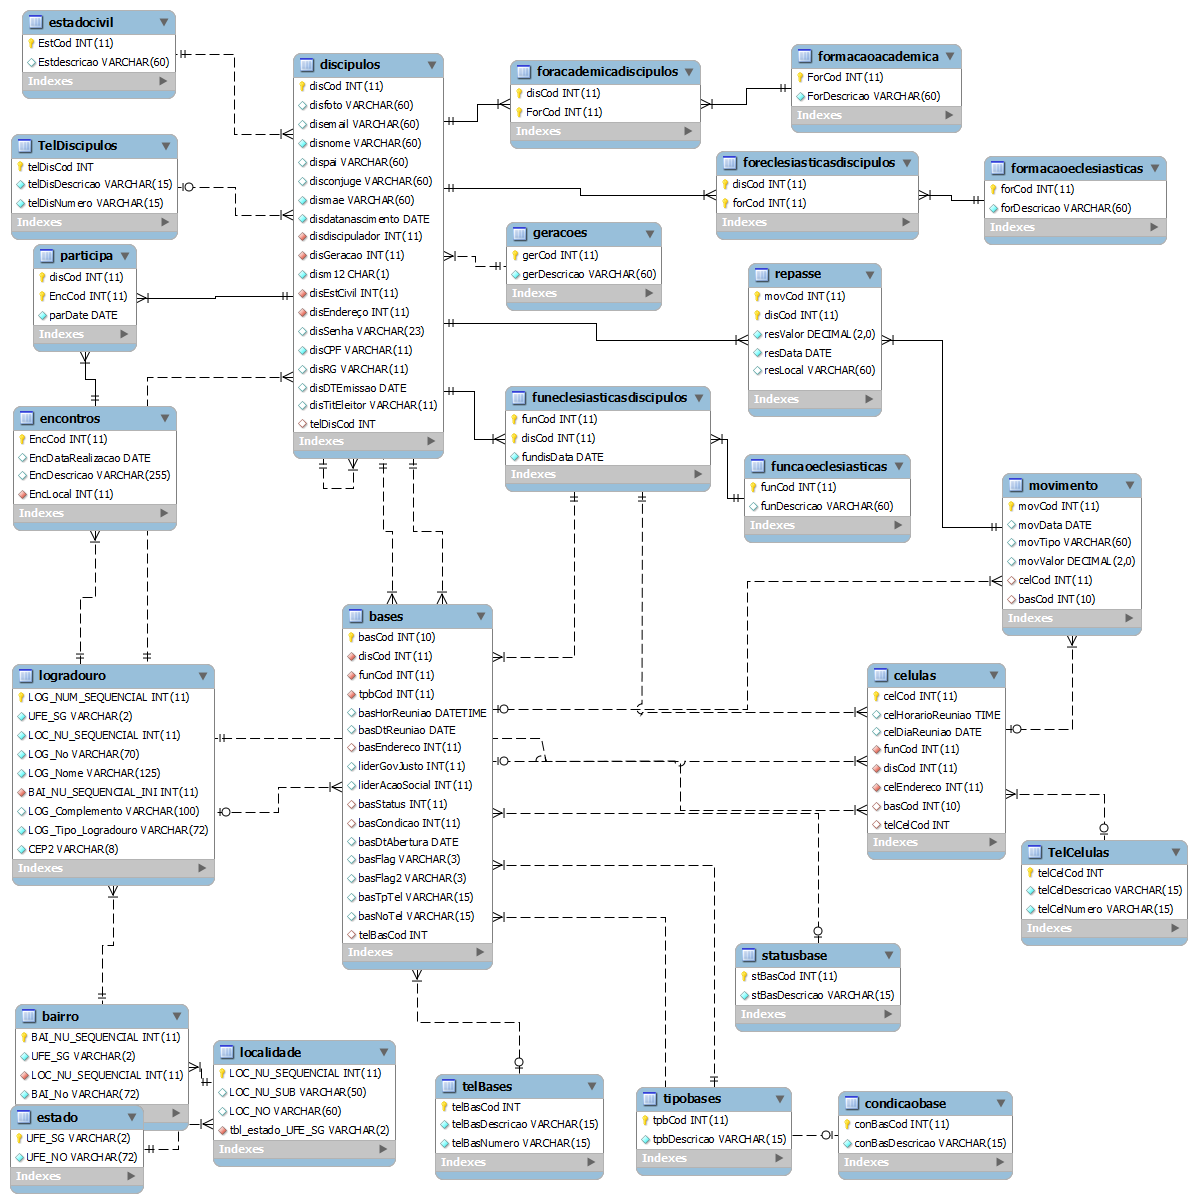 estadocivil
EstCod INT(11)
Estdescricao VARCHAR(60)
Indexes
TelDiscipulos
telDisCod INT
telDisDescricao VARCHAR(15)
telDisNumero VARCHAR(15)
Indexes
participa
disCod INT(11)
EncCod INT(11)
parDate DATE
Indexes
encontros
EncCod INT(11)
EncDataRealizacao DATE
EncDescricao VARCHAR(255)
EncLocal INT(11)
Indexes
logradouro
LOG_NUM_SEQUENCIAL INT(11)
UFE_SG VARCHAR(2)
LOC_NU_SEQUENCIAL INT(11)
LOG_No VARCHAR(70)
LOG_Nome VARCHAR(125)
BAI_NU_SEQUENCIAL_INI INT(11)
LOG_Complemento VARCHAR(100)
LOG_Tipo_Logradouro VARCHAR(72)
CEP2 VARCHAR(8)
Indexes
bairro
BAI_NU_SEQUENCIAL INT(11)
UFE_SG VARCHAR(2)
LOC_NU_SEQUENCIAL INT(11)
BAI_No VARCHAR(72)
estado
UFE_SG VARCHAR(2)
UFE_NO VARCHAR(72)
Indexes
localidade
LOC_NU_SEQUENCIAL INT(11)
LOC_NU_SUB VARCHAR(50)
LOC_NO VARCHAR(60)
tbl_estado_UFE_SG VARCHAR(2)
Indexes
discipulos
disCod INT(11)
disfoto VARCHAR(60)
disemail VARCHAR(60)
disnome VARCHAR(60)
dispai VARCHAR(60)
disconjuge VARCHAR(60)
dismae VARCHAR(60)
disdatanascimento DATE
disdiscipulador INT(11)
disGeracao INT(11)
dism12 CHAR(1)
disEstCivil INT(11)
disEndereço INT(11)
disSenha VARCHAR(23)
disCPF VARCHAR(11)
disRG VARCHAR(11)
disDTEmissao DATE
disTitEleitor VARCHAR(11)
telDisCod INT
Indexes
bases
basCod INT(10)
disCod INT(11)
funCod INT(11)
tpbCod INT(11)
basHorReuniao DATETIME
basDtReuniao DATE
basEndereco INT(11)
liderGovJusto INT(11)
liderAcaoSocial INT(11)
basStatus INT(11)
basCondicao INT(11)
basDtAbertura DATE
basFlag VARCHAR(3)
basFlag2 VARCHAR(3)
basTpTel VARCHAR(15)
basNoTel VARCHAR(15)
telBasCod INT
Indexes
telBases
telBasCod INT
telBasDescricao VARCHAR(15)
telBasNumero VARCHAR(15)
Indexes
foracademicadiscipulos
disCod INT(11)
ForCod INT(11)
Indexes
formacaoacademica
ForCod INT(11)
ForDescricao VARCHAR(60)
Indexes
foreclesiasticasdiscipulos
disCod INT(11)
forCod INT(11)
Indexes
formacaoeclesiasticas
forCod INT(11)
forDescricao VARCHAR(60)
Indexes
geracoes
gerCod INT(11)
gerDescricao VARCHAR(60)
Indexes
repasse
movCod INT(11)
disCod INT(11)
resValor DECIMAL(2,0)
resData DATE
resLocal VARCHAR(60)
Indexes
funeclesiasticasdiscipulos
funCod INT(11)
disCod INT(11)
fundisData DATE
Indexes
funcaoeclesiasticas
funCod INT(11)
funDescricao VARCHAR(60)
Indexes
movimento
movCod INT(11)
movData DATE
movTipo VARCHAR(60)
movValor DECIMAL(2,0)
celCod INT(11)
basCod INT(10)
Indexes
celulas
celCod INT(11)
celHorarioReuniao TIME
celDiaReuniao DATE
funCod INT(11)
disCod INT(11)
celEndereco INT(11)
basCod INT(10)
telCelCod INT
Indexes
TelCelulas
telCelCod INT
telCelDescricao VARCHAR(15)
telCelNumero VARCHAR(15)
Indexes
statusbase
stBasCod INT(11)
stBasDescricao VARCHAR(15)
Indexes
tipobases
tpbCod INT(11)
tpbDescricao VARCHAR(15)
Indexes
condicaobase
conBasCod INT(11)
conBasDescricao VARCHAR(15)
Indexes